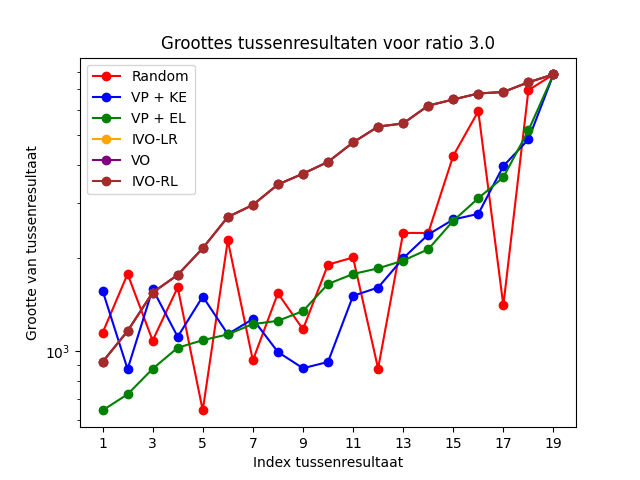 Groottes tussenresultaten voor ratio 3.0
Random
VP + KE
VP + EL
IVO-LR
VO
IVO-RL
Grootte van tussenresultaat
10³
1 3 5 7 9 11 13 15 17 19
Index tussenresultaat